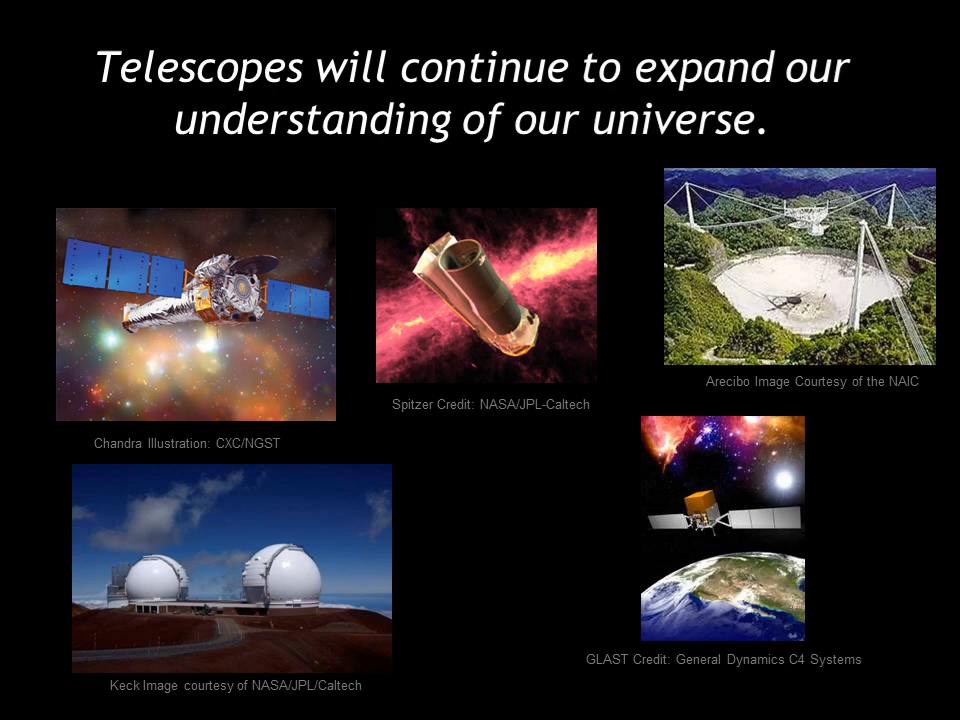 Telescopes will continue to expand our
understanding of our universe.
Arecibo Image Courtesy of the NAIC
Spitzer Credit: NASA/JPL-Caltech
Chandra Illustration: CXC/NGST
GLAST Credit: General Dynamics C4 Systems
Keck Image courtesy of NASA/JPL/Caltech